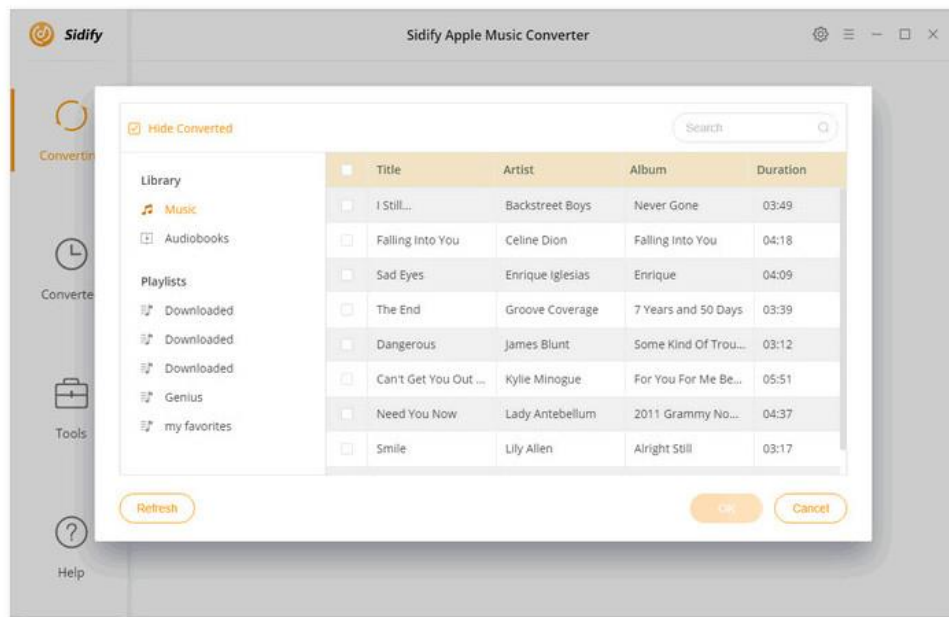 Sidify
Sidify Apple Music Converter
Convertin
Converte
Tools
Help
Hide Converted
Search
Library
Music
Audiobooks
Playlists
Downloaded
Downloaded
Downloaded
Genius
my favorites
Title Artist Album Duration
I Still... Backstreet Boys Never Gone 03:49
Falling Into You Celine Dion Falling Into You 04:18
Sad Eyes Enrique Iglesias Enrique 04:09
The End Groove Coverage 7 Years and 50 Days 03:39
Dangerous James Blunt Some Kind Of Trou... 03:12
Can't Get You Out ... Kylie Minogue For You For Me Be... 05:51
Need You Now Lady Antebellum 2011 Grammy No... 04:37
Smile Lily Allen Alright Still 03:17
Refresh
OK
Cancel